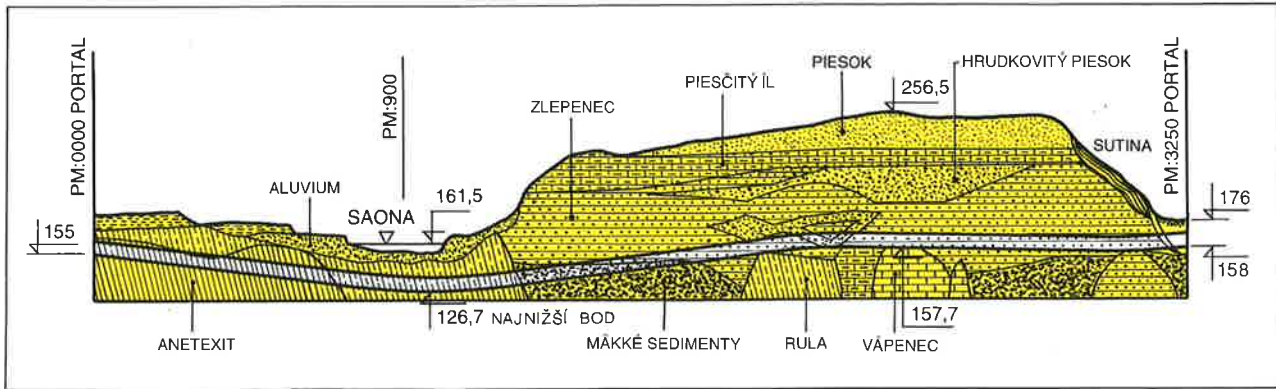 PM:0000 PORTAL
PM:900
PM:3250 PORTAL
PIESOK
HRUDKOVITÝ PIESOK
PIESČITÝ ÍL
256,5
ZLEPENEC
SUTINA
ALUVIUM
SAONA
161,5
176
155
158
126,7 NAJNIŽŠÍ BOD
157,7
ANETEXIT
MÄKKÉ SEDIMENTY
RULA
VÁPENEC